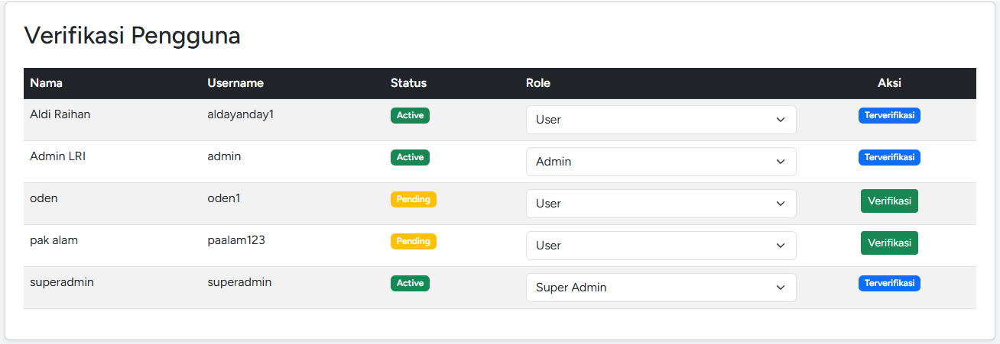 Verifikasi Pengguna
Nama Username Status Role Aksi
Aldi Raihan aldayanday1 Active User Terverifikasi
Admin LRI admin Active Admin Terverifikasi
oden oden1 Pending User Verifikasi
pak alam paalam123 Pending User Verifikasi
superadmin superadmin Active Super Admin Terverifikasi